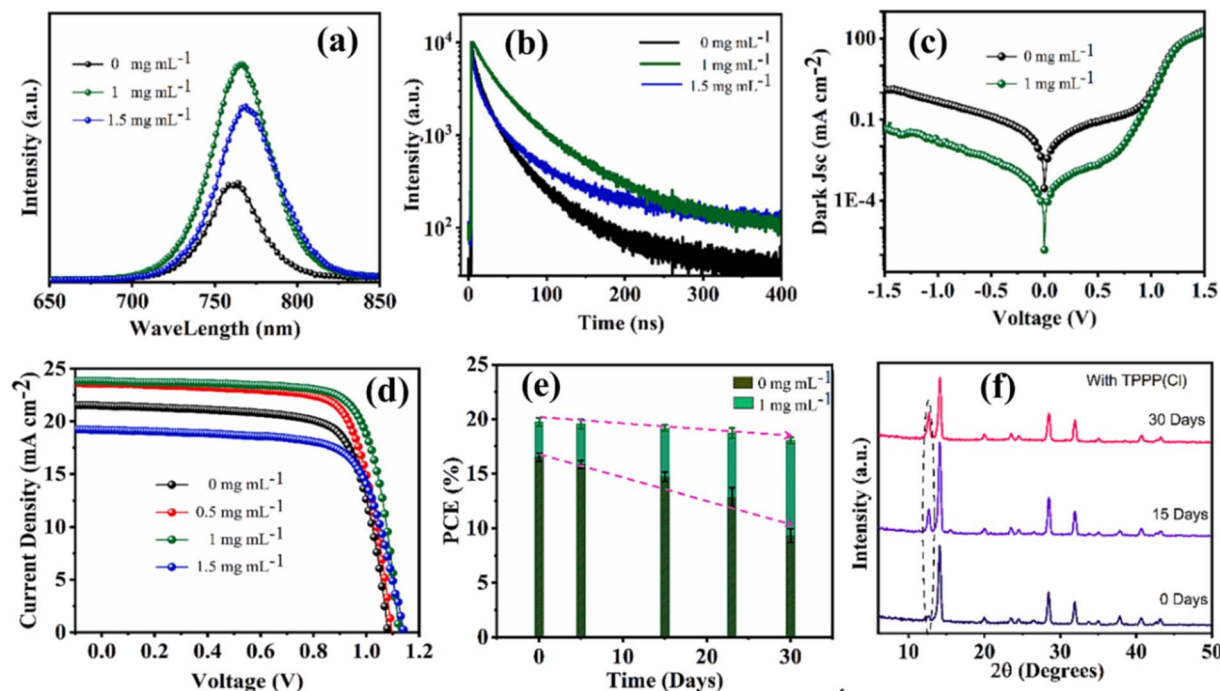 (a)
0 mg mL-1
1 mg mL-1
1.5 mg mL-1
Intensity (a.u.)
650 700 750 800 850
WaveLength (nm)
(b)
0 mg mL-1
1 mg mL-1
1.5 mg mL-1
Intensity (a.u.)
10^4
10^3
10^2
0 100 200 300 400
Time (ns)
(c)
0 mg mL-1
1 mg mL-1
Dark Jsc (mA cm-2)
100
0.1
1E-4
-1.5 -1.0 -0.5 0.0 0.5 1.0 1.5
Voltage (V)
(d)
0 mg mL-1
0.5 mg mL-1
1 mg mL-1
1.5 mg mL-1
Current Density (mA cm-2)
25
20
15
10
5
0
0.0 0.2 0.4 0.6 0.8 1.0 1.2
Voltage (V)
(e)
0 mg mL-1
1 mg mL-1
PCE (%)
25
20
15
10
5
0
0 5 10 15 20 25 30
Time (Days)
(f)
With TPPP(Cl)
30 Days
15 Days
0 Days
Intensity (a.u.)
10 20 30 40 50
2θ (Degrees)